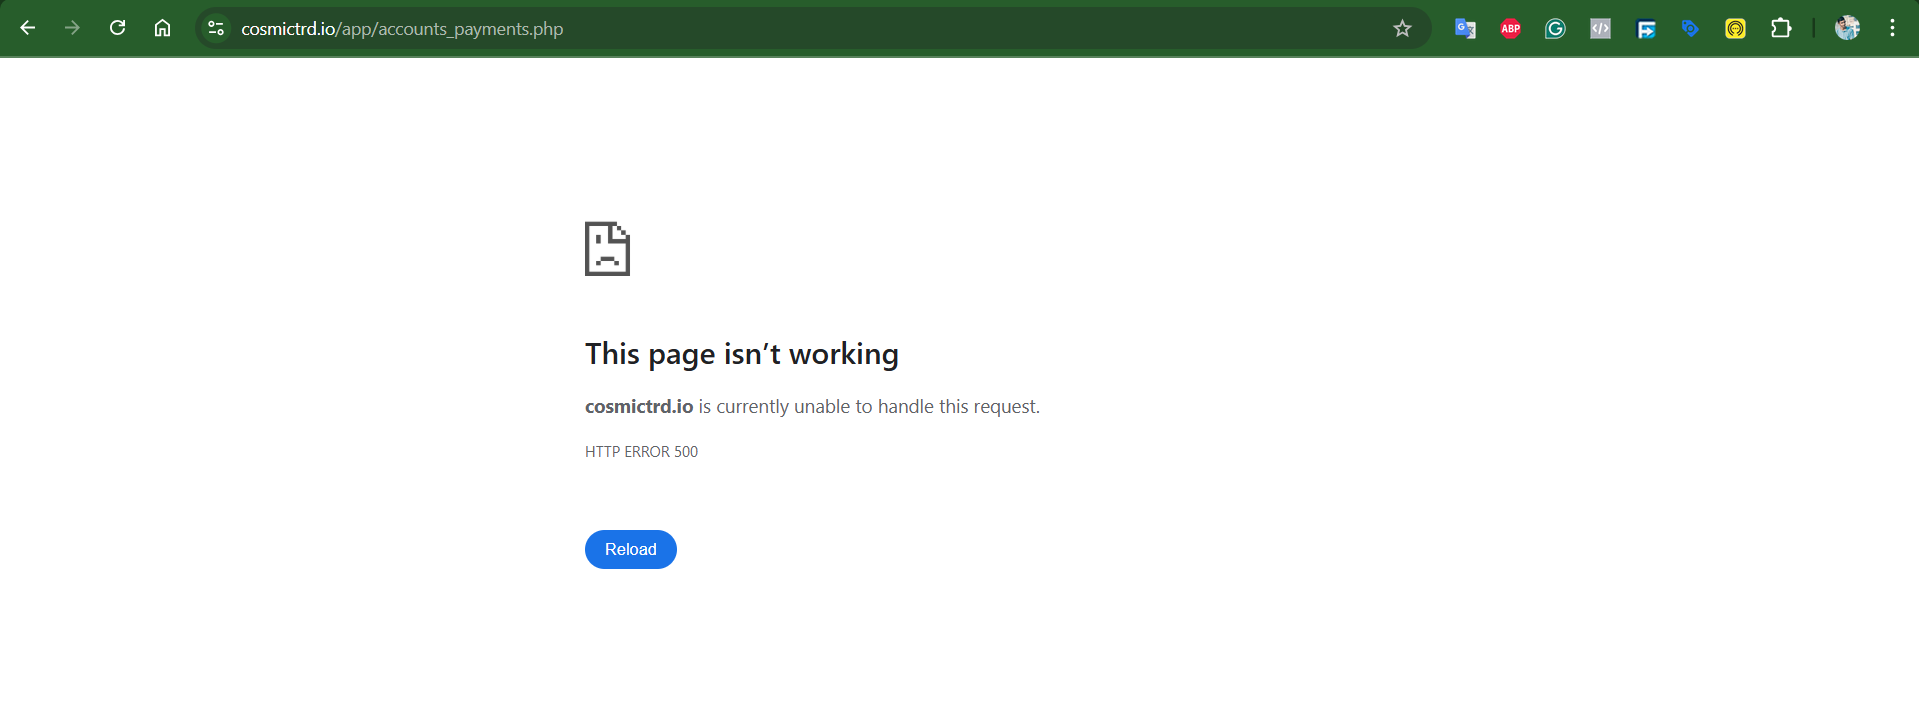 cosmictrd.io/app/accounts_payments.php
ABP
This page isn’t working
cosmictrd.io is currently unable to handle this request.
HTTP ERROR 500
Reload